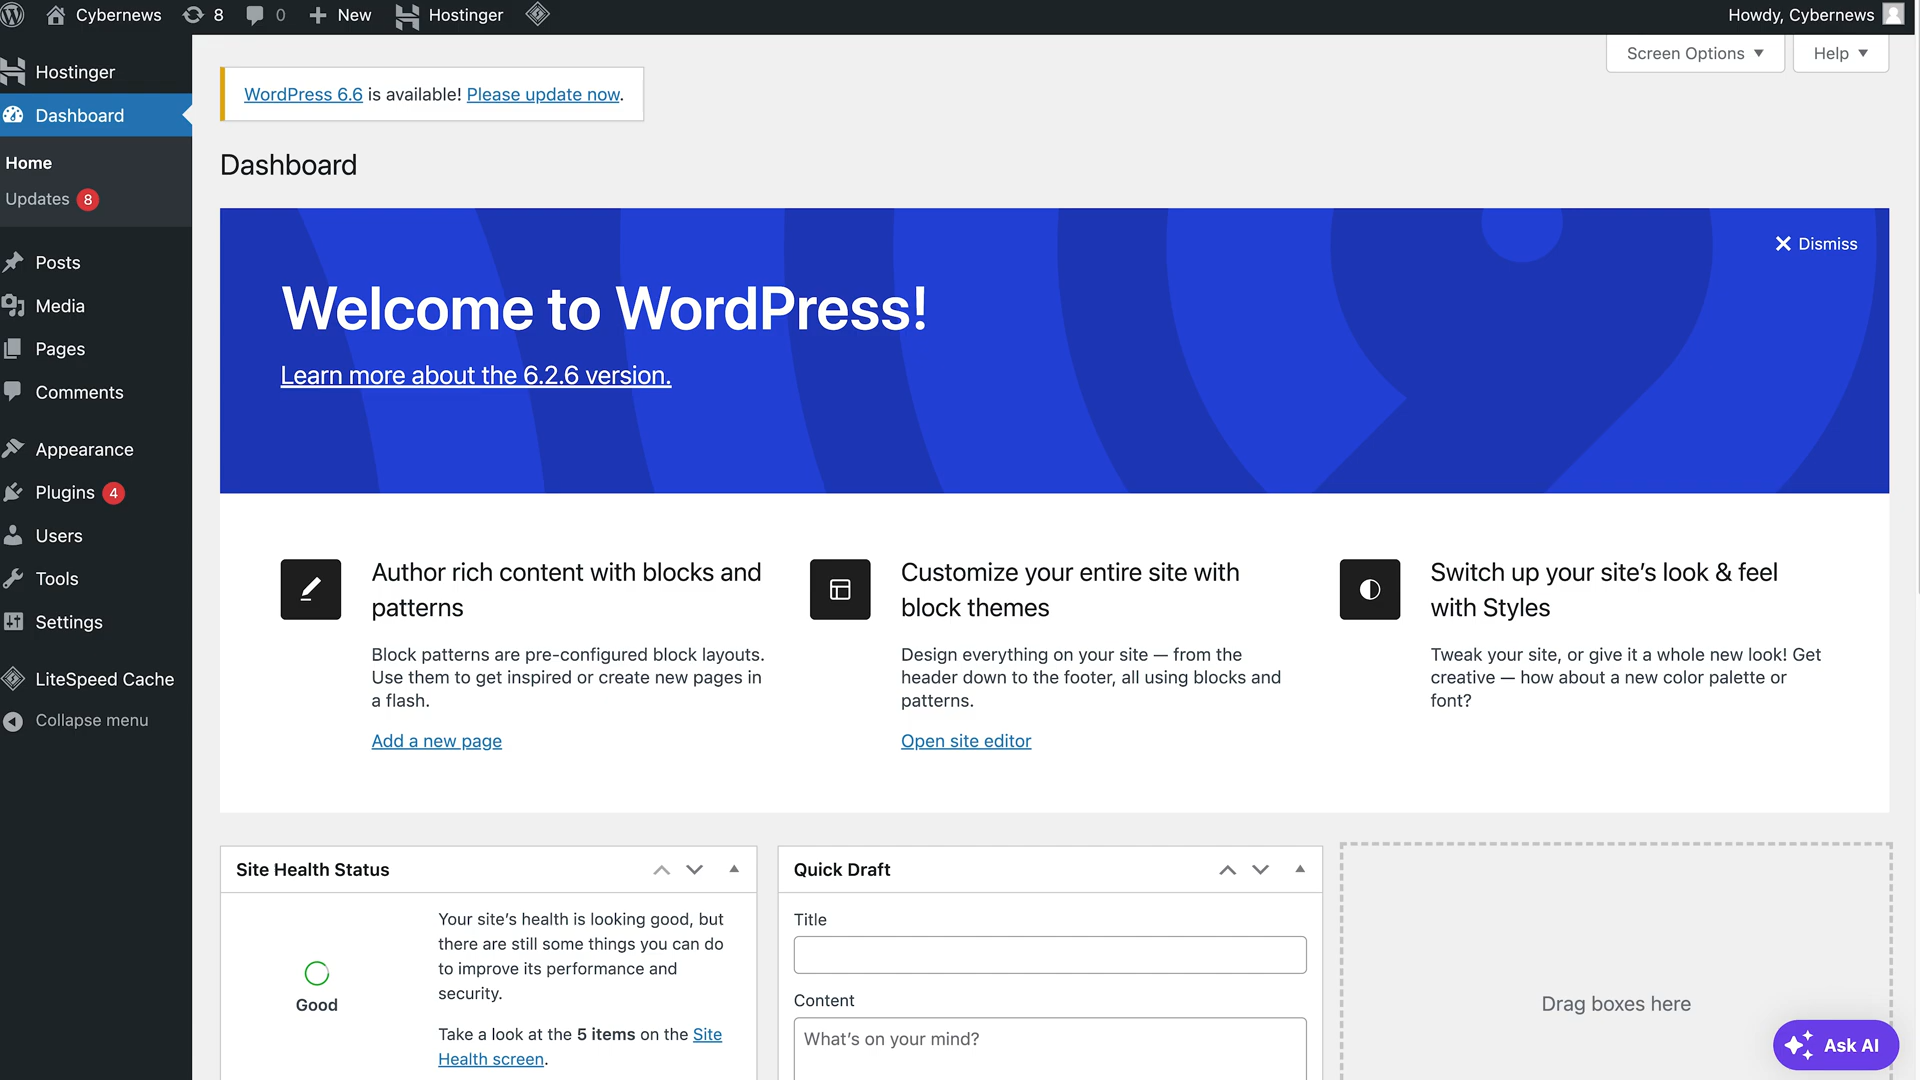 Cybernews 8 0 New Hostinger Howdy, Cybernews
Screen Options Help
Hostinger
Dashboard
Home
Updates 8
Posts
Media
Pages
Comments
Appearance
Plugins 4
Users
Tools
Settings
LiteSpeed Cache
Collapse menu
WordPress 6.6 is available! Please update now.
Dashboard
Dismiss
Welcome to WordPress!
Learn more about the 6.2.6 version.
Author rich content with blocks and
patterns
Block patterns are pre-configured block layouts.
Use them to get inspired or create new pages in
a flash.
Add a new page
Customize your entire site with
block themes
Design everything on your site — from the
header down to the footer, all using blocks and
patterns.
Open site editor
Switch up your site’s look & feel
with Styles
Tweak your site, or give it a whole new look! Get
creative — how about a new color palette or
font?
Site Health Status
Good
Your site’s health is looking good, but
there are still some things you can do
to improve its performance and
security.
Take a look at the 5 items on the Site
Health screen.
Quick Draft
Title
Content
What’s on your mind?
Drag boxes here
Ask AI